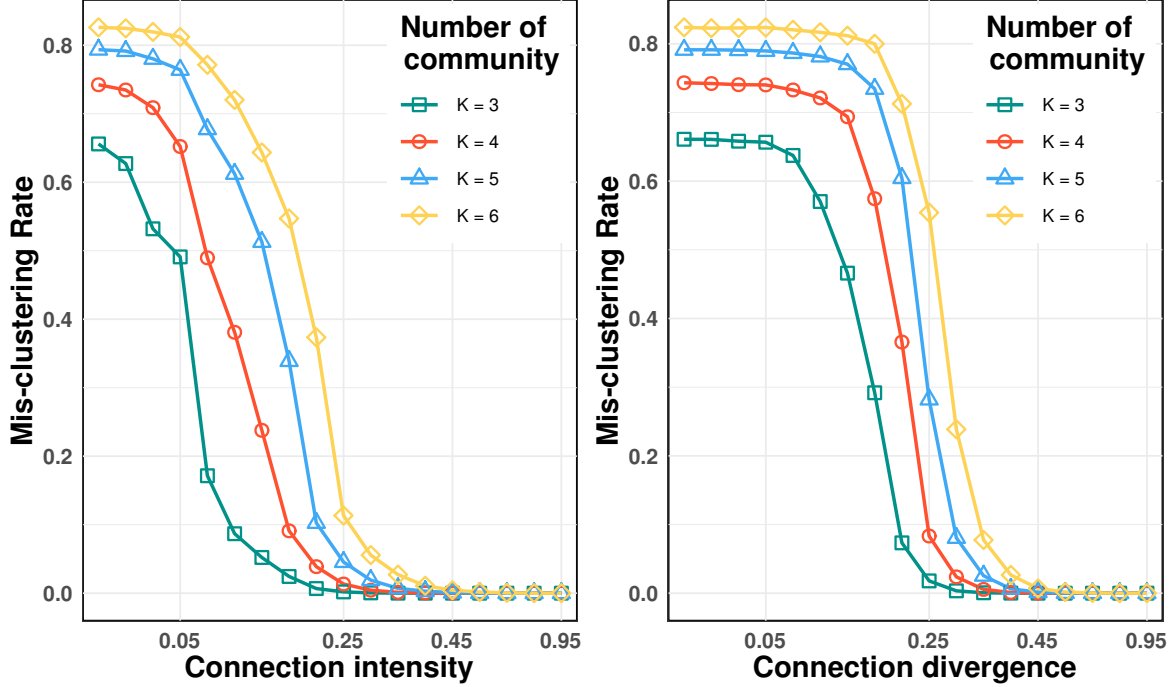 Number of
community
K = 3
K = 4
K = 5
K = 6
Mis-clustering Rate
0.8
0.6
0.4
0.2
0.0
0.05
0.25
0.45
0.95
Connection intensity
Number of
community
K = 3
K = 4
K = 5
K = 6
Mis-clustering Rate
0.8
0.6
0.4
0.2
0.0
0.05
0.25
0.45
0.95
Connection divergence